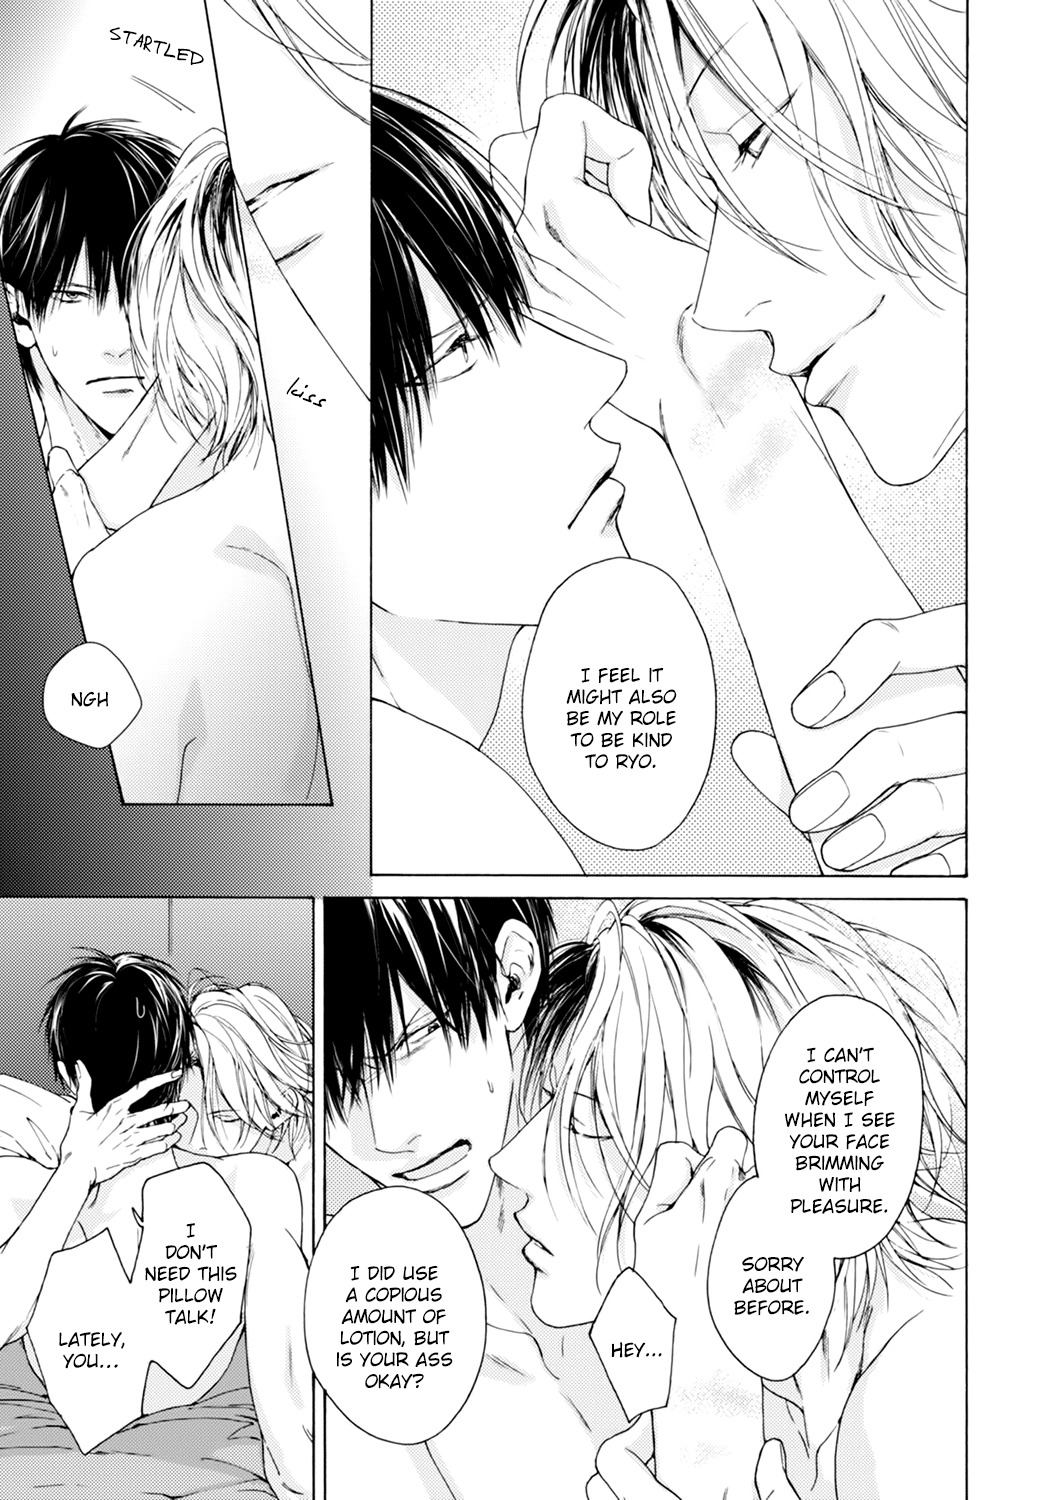 I FEEL IT
MIGHT ALSO
BE MY ROLE
TO BE KIND
TO RYO.
kiss
STARTLED
NGH
I CAN'T
CONTROL
MYSELF
WHEN I SEE
YOUR FACE
BRIMMING
WITH
PLEASURE.
SORRY
ABOUT
BEFORE.
HEY...
I DID USE
A COPIOUS
AMOUNT OF
LOTION, BUT
IS YOUR ASS
OKAY?
I
DON'T
NEED THIS
PILLOW
TALK!
LATELY,
YOU...